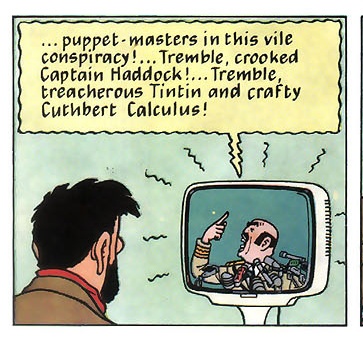 ... puppet-masters in this vile
conspiracy!...Tremble, crooked
Captain Haddock!...Tremble,
treacherous Tintin and crafty
Cuthbert Calculus!